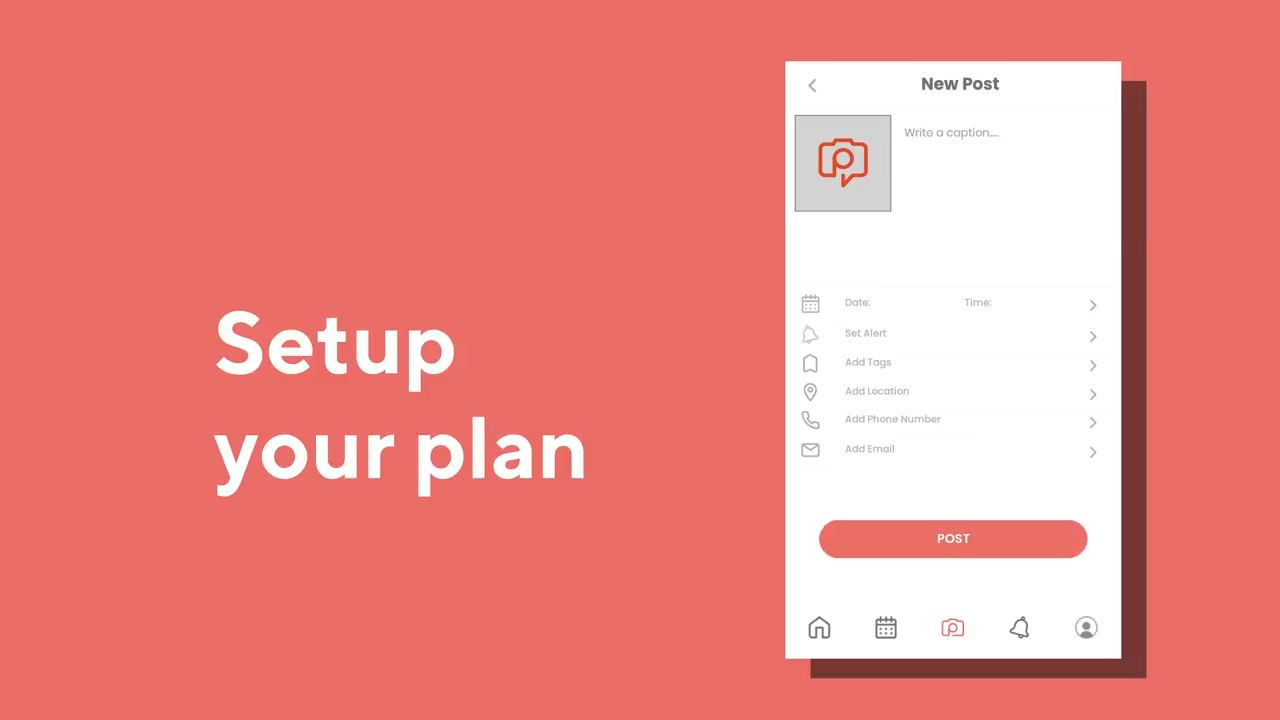 Setup
your plan
New Post
Write a caption....
Date: Time:
Set Alert
Add Tags
Add Location
Add Phone Number
Add Email
POST